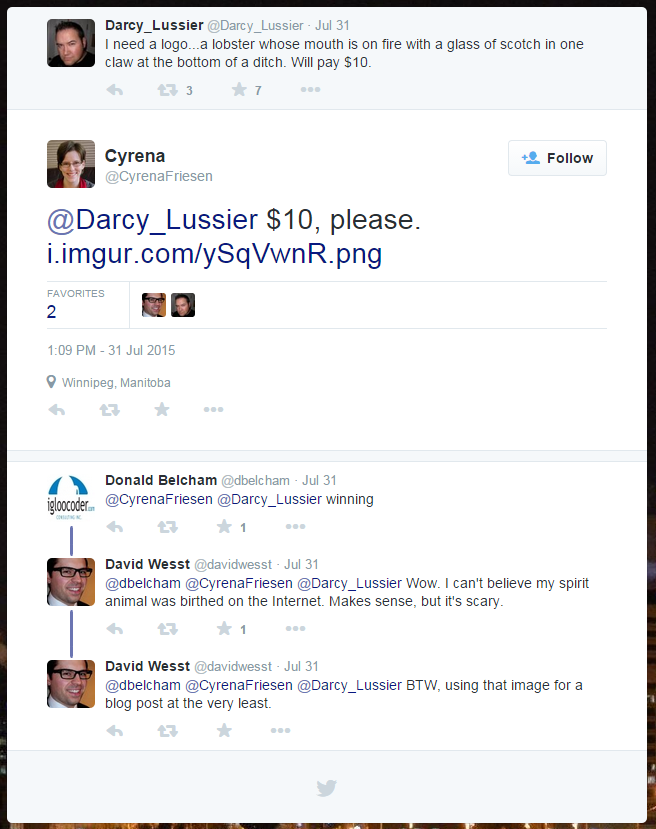 Darcy_Lussier @Darcy_Lussier · Jul 31
I need a logo...a lobster whose mouth is on fire with a glass of scotch in one
claw at the bottom of a ditch. Will pay $10.
3 7
Cyrena
@CyrenaFriesen
Follow
@Darcy_Lussier $10, please.
i.imgur.com/ySqVwnR.png
FAVORITES
2
1:09 PM - 31 Jul 2015
Winnipeg, Manitoba
Donald Belcham @dbelcham · Jul 31
@CyrenaFriesen @Darcy_Lussier winning
igloocoder.com
CONSULTING INC.
1
David Wesst @davidwesst · Jul 31
@dbelcham @CyrenaFriesen @Darcy_Lussier Wow. I can't believe my spirit
animal was birthed on the Internet. Makes sense, but it's scary.
1
David Wesst @davidwesst · Jul 31
@dbelcham @CyrenaFriesen @Darcy_Lussier BTW, using that image for a
blog post at the very least.